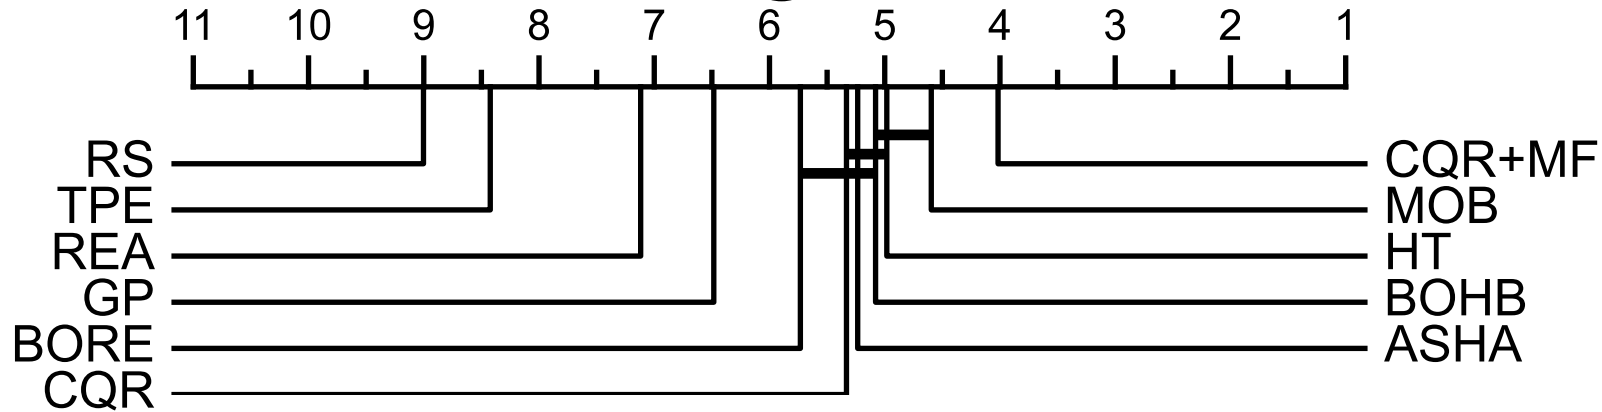 11 10 9 8 7 6 5 4 3 2 1
RS CQR+MF
TPE MOB
REA HT
GP BOHB
BORE ASHA
CQR